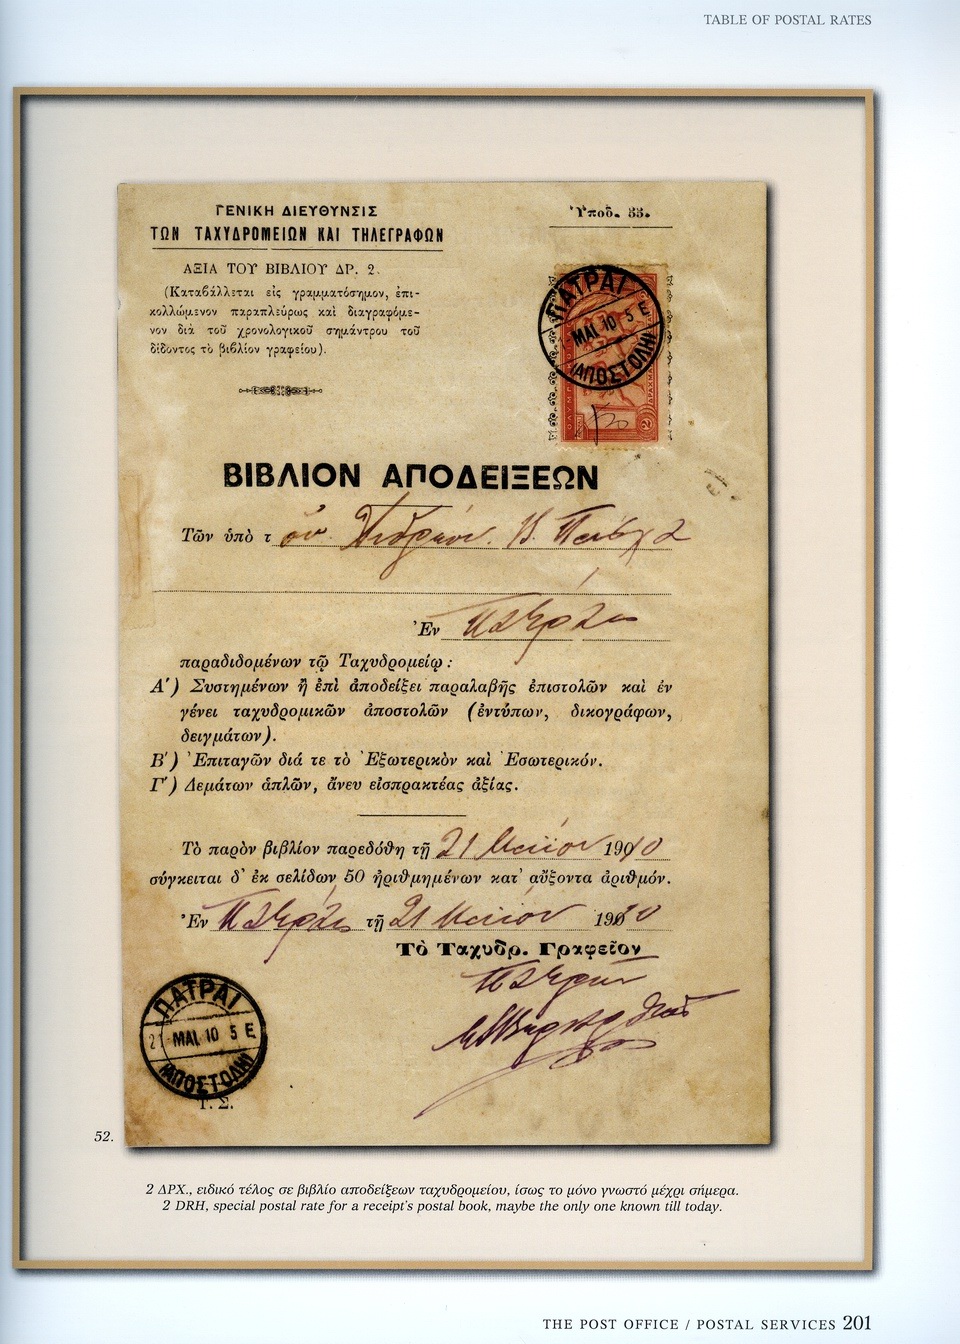 TABLE OF POSTAL RATES
ΓΕΝΙΚΗ ΔΙΕΥΘΥΝΣΙΣ
ΤΩΝ ΤΑΧΥΔΡΟΜΕΙΩΝ ΚΑΙ ΤΗΛΕΓΡΑΦΩΝ
Ὑποδ. 55.
ΑΞΙΑ ΤΟΥ ΒΙΒΛΙΟΥ ΔΡ. 2.
(Καταβάλλεται εἰς γραμματόσημον, ἐπι-
κολλώμενον παραπλεύρως καὶ διαγραφόμε-
νον διὰ τοῦ χρονολογικοῦ σημάντρου τοῦ
δίδοντος τὸ βιβλίον γραφείου).
ΠΑΤΡΑΙ
ΜΑΙ 10 5 Ε
(ΑΠΟΣΤΟΛΗ)
2
ΒΙΒΛΙΟΝ ΑΠΟΔΕΙΞΕΩΝ
Τῶν ὑπὸ τ οῦ
Ἐν Πάτραις
παραδιδομένων τῷ Ταχυδρομείῳ :
Α΄) Συστημένων ἢ ἐπὶ ἀποδείξει παραλαβῆς ἐπιστολῶν καὶ ἐν
γένει ταχυδρομικῶν ἀποστολῶν (ἐντύπων, δικογράφων,
δειγμάτων).
Β΄) Ἐπιταγῶν διά τε τὸ Ἐξωτερικὸν καὶ Ἐσωτερικόν.
Γ΄) Δεμάτων ἁπλῶν, ἄνευ εἰσπρακτέας ἀξίας.
Τὸ παρὸν βιβλίον παρεδόθη τῇ 21 Μαΐου 1910
σύγκειται δ' ἐκ σελίδων 50 ἠριθμημένων κατ' αὔξοντα ἀριθμόν.
Ἐν Πάτραις τῇ 21 Μαΐου 1910
Τὸ Ταχυδρ. Γραφεῖον
Πατρῶν
ΠΑΤΡΑΙ
21 ΜΑΙ 10 5 Ε
(ΑΠΟΣΤΟΛΗ)
Τ. Σ.
52.
2 ΔΡΧ., ειδικό τέλος σε βιβλίο αποδείξεων ταχυδρομείου, ίσως το μόνο γνωστό μέχρι σήμερα.
2 DRH, special postal rate for a receipt's postal book, maybe the only one known till today.
THE POST OFFICE / POSTAL SERVICES 201